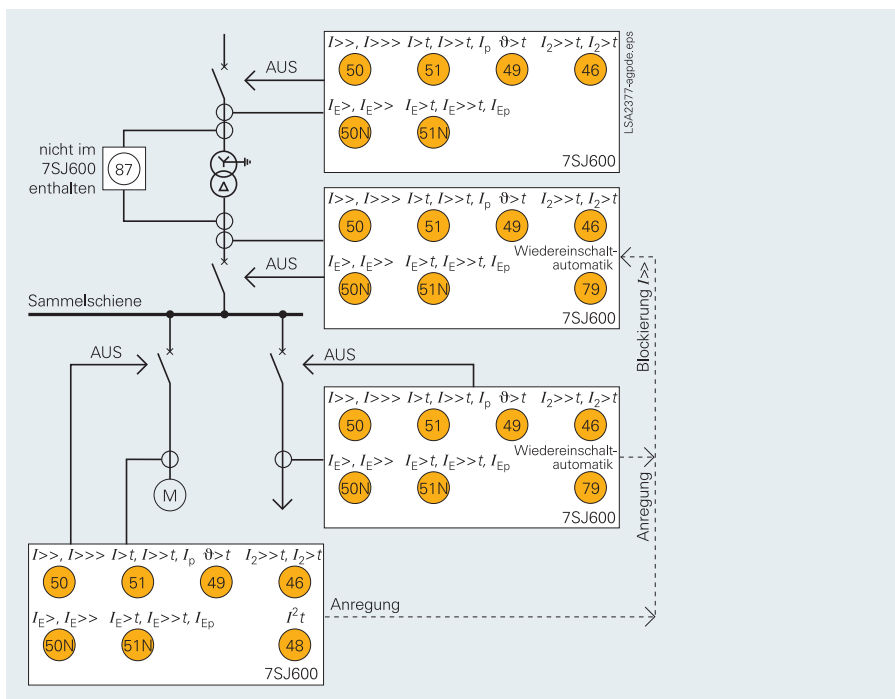 I>>, I>>> I>t, I>>t, Ip ϑ>t I2>>t, I2>t
50 51 49 46
IE>, IE>> IE>t, IE>>t, IEp
50N 51N
7SJ600
LSA2377-agpde.eps
AUS
nicht im
7SJ600
enthalten
87
Y
Δ
I>>, I>>> I>t, I>>t, Ip ϑ>t I2>>t, I2>t
50 51 49 46
IE>, IE>> IE>t, IE>>t, IEp Wiedereinschalt-
automatik
50N 51N 79
7SJ600
AUS
Sammelschiene
AUS
AUS
Blockierung I>>
I>>, I>>> I>t, I>>t, Ip ϑ>t I2>>t, I2>t
50 51 49 46
IE>, IE>> IE>t, IE>>t, IEp Wiedereinschalt-
automatik
50N 51N 79
7SJ600
Anregung
M
I>>, I>>> I>t, I>>t, Ip ϑ>t I2>>t, I2>t
50 51 49 46
IE>, IE>> IE>t, IE>>t, IEp I²t
50N 51N 48
7SJ600
Anregung